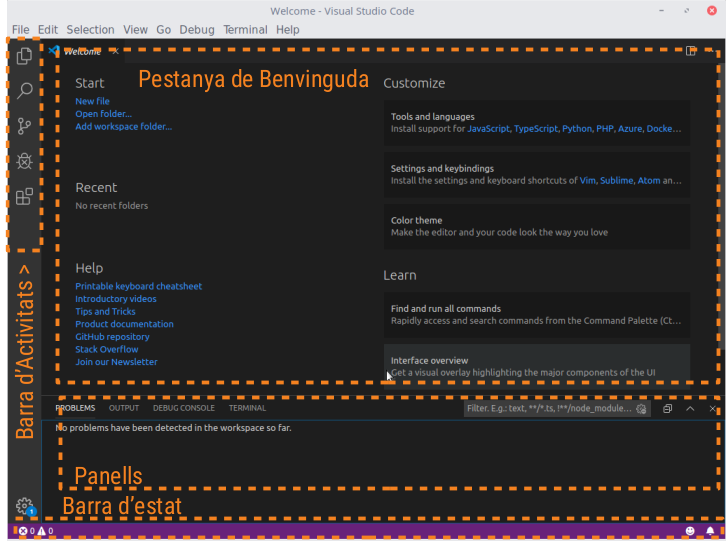 Welcome - Visual Studio Code
File Edit Selection View Go Debug Terminal Help
Welcome
Pestanya de Benvinguda
Start
New file
Open folder...
Add workspace folder...
Recent
No recent folders
Help
Printable keyboard cheatsheet
Introductory videos
Tips and Tricks
Product documentation
GitHub repository
Stack Overflow
Join our Newsletter
Customize
Tools and languages
Install support for JavaScript, TypeScript, Python, PHP, Azure, Docke...
Settings and keybindings
Install the settings and keyboard shortcuts of Vim, Sublime, Atom an...
Color theme
Make the editor and your code look the way you love
Learn
Find and run all commands
Rapidly access and search commands from the Command Palette (Ct...
Interface overview
Get a visual overlay highlighting the major components of the UI
Barra d'Activitats >
PROBLEMS OUTPUT DEBUG CONSOLE TERMINAL
Filter. E.g.: text, **/*.ts, !**/node_module...
No problems have been detected in the workspace so far.
Panells
Barra d'estat
1
0 0